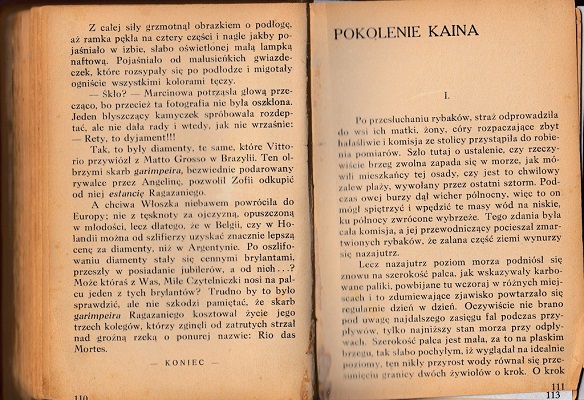 Z całej siły grzmotnął obrazkiem o podłogę,
aż ramka pękła na cztery części i nagle jakby po-
jaśniało w izbie, słabo oświetlonej małą lampką
naftową. Pojaśniało od maluseńkich gwiazde-
czek, które rozsypały się po podłodze i migotały
ogniście wszystkimi kolorami tęczy.
— Skło? — Marcinowa potrząsła głową prze-
cząco, bo przecież ta fotografia nie była oszklona.
Jeden błyszczący kamyczek spróbowała rozdep-
tać, ale nie dała rady i wtedy, jak nie wrzaśnie:
— Rety, to dyjament!!!
Tak, to były diamenty, te same, które Vitto-
rio przywiózł z Matto Grosso w Brazylii. Ten ol-
brzymi skarb garimpeira, bezwiednie podarowany
rywalce przez Angelinę, pozwolił Zofii odkupić
od niej estancię Ragazaniego.
A chciwa Włoszka niebawem powróciła do
Europy; nie z tęsknoty za ojczyzną, opuszczoną
w młodości, lecz dlatego, że w Belgii, czy w Ho-
landii można od szlifierzy uzyskać znacznie lepszą
cenę za diamenty, niż w Argentynie. Po oszlifo-
waniu diamenty stały się cennymi brylantami,
przeszły w posiadanie jubilerów, a od nich...?
Może któraś z Was, Miłe Czytelniczki nosi na pal-
cu jeden z tych brylantów? Trudno by to było
sprawdzić, ale nie szkodzi pamiętać, że skarb
garimpeira Ragazaniego kosztował życie jego
trzech kolegów, którzy zginęli od zatrutych strzał
nad groźną rzeką o ponurej nazwie: Rio das
Mortes.
— KONIEC —
110
POKOLENIE KAINA
I.
Po przesłuchaniu rybaków, straż odprowadziła
do wsi ich matki, żony, córy rozpaczające zbyt
hałaśliwie i komisja ze stolicy przystąpiła do robie-
nia pomiarów. Szło tutaj o ustalenie, czy rzeczy-
wiście brzeg zwolna zapada się w morze, jak mó-
wili mieszkańcy tej osady, czy jest to chwilowy
zalew plaży, wywołany przez ostatni sztorm. Pod-
czas owej burzy dął wicher północny, więc to on
mógł spiętrzyć i wpędzić te masy wód na niskie,
ku północy zwrócone wybrzeże. Tego zdania była
cała komisja, a jej przewodniczący pocieszał zmar-
twionych rybaków, że zalana część ziemi wynurzy
się nazajutrz.
Lecz nazajutrz poziom morza podniósł się
znowu na szerokość palca, jak wskazywały karbo-
wane paliki, powbijane tu wczoraj w różnych miej-
scach i to zdumiewające zjawisko powtarzało się
regularnie dzień w dzień. Oczywiście nie brano
pod uwagę najdalszego zasięgu fal podczas przy-
pływów, tylko najniższy stan morza przy odpły-
wach. Szerokość palca jest mała, za to na płaskim
brzegu, tak słabo pochyłym, iż wyglądał na idealnie
poziomy, ten nikły przyrost wody równał się prze-
sunięciu granicy dwóch żywiołów o krok. O krok
111
113